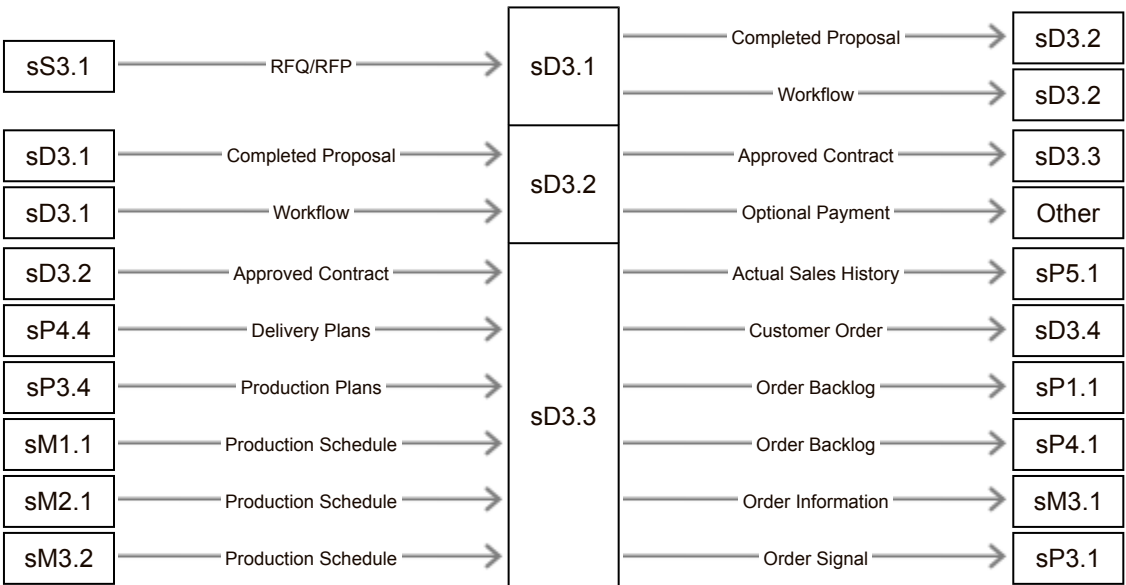 sS3.1 RFQ/RFP sD3.1 Completed Proposal sD3.2
Workflow sD3.2
sD3.1 Completed Proposal sD3.2 Approved Contract sD3.3
sD3.1 Workflow Optional Payment Other
sD3.2 Approved Contract sD3.3 Actual Sales History sP5.1
sP4.4 Delivery Plans Customer Order sD3.4
sP3.4 Production Plans Order Backlog sP1.1
sM1.1 Production Schedule Order Backlog sP4.1
sM2.1 Production Schedule Order Information sM3.1
sM3.2 Production Schedule Order Signal sP3.1